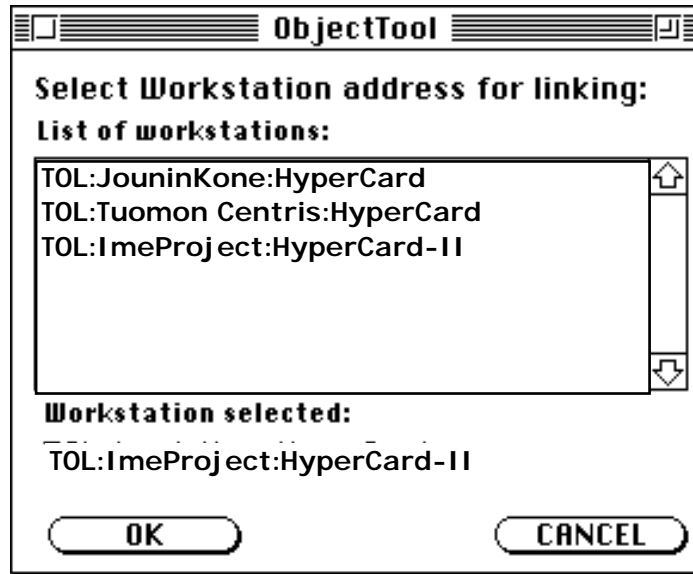 ObjectTool
Select Workstation address for linking:
List of workstations:
TOL:JouninKone:HyperCard
TOL:Tuomon Centris:HyperCard
TOL:ImeProject:HyperCard-II
Workstation selected:
TOL:ImeProject:HyperCard-II
OK CANCEL